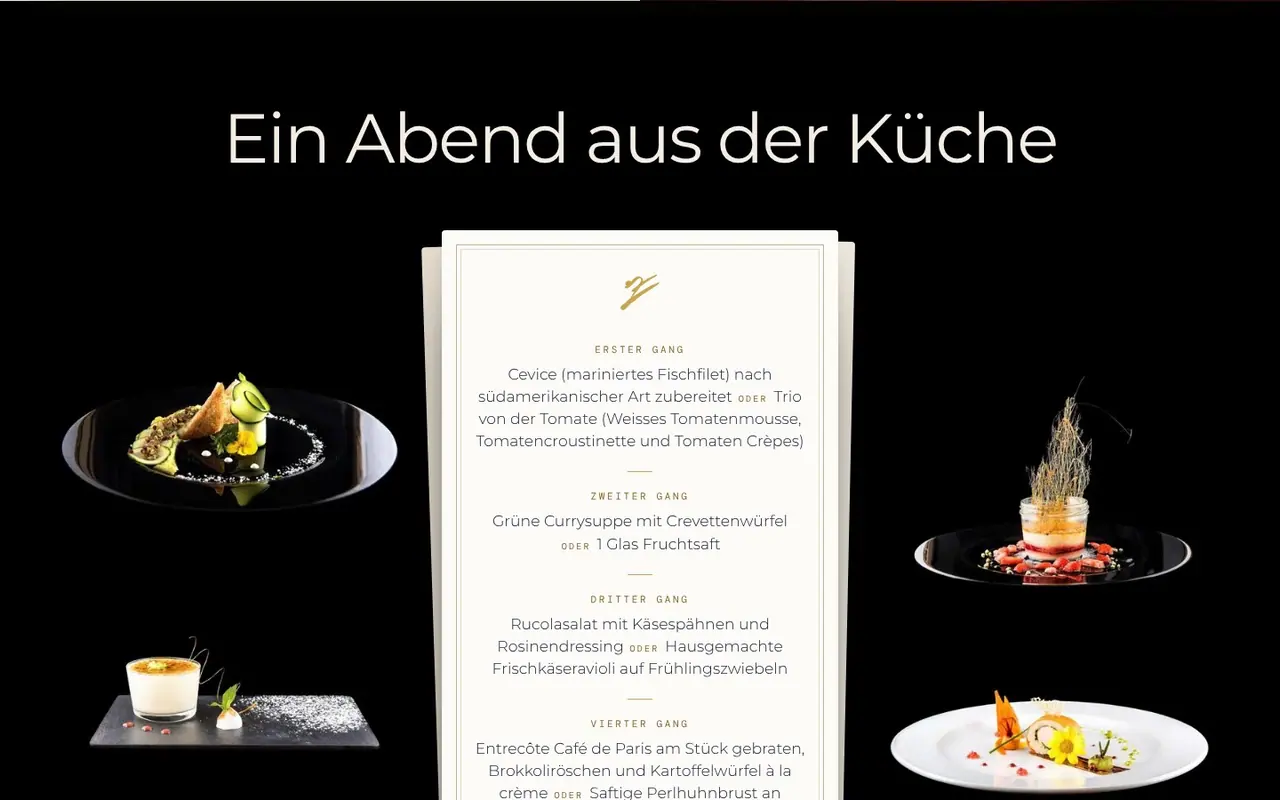 Ein Abend aus der Küche
ERSTER GANG
Cevice (mariniertes Fischfilet) nach
südamerikanischer Art zubereitet ODER Trio
von der Tomate (Weisses Tomatenmousse,
Tomatencroustinette und Tomaten Crèpes)
ZWEITER GANG
Grüne Currysuppe mit Crevettenwürfel
ODER 1 Glas Fruchtsaft
DRITTER GANG
Rucolasalat mit Käsespähnen und
Rosinendressing ODER Hausgemachte
Frischkäseravioli auf Frühlingszwiebeln
VIERTER GANG
Entrecôte Café de Paris am Stück gebraten,
Brokkoliröschen und Kartoffelwürfel à la
crème ODER Saftige Perlhuhnbrust an